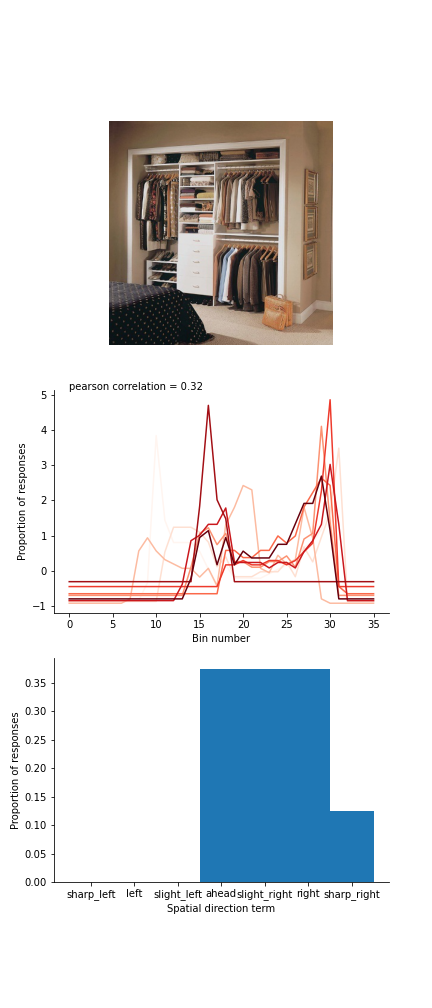 pearson correlation = 0.32
5
4
3
2
1
0
−1
Proportion of responses
0 5 10 15 20 25 30 35
Bin number
0.35
0.30
0.25
0.20
0.15
0.10
0.05
0.00
Proportion of responses
sharp_left left slight_left ahead slight_right right sharp_right
Spatial direction term